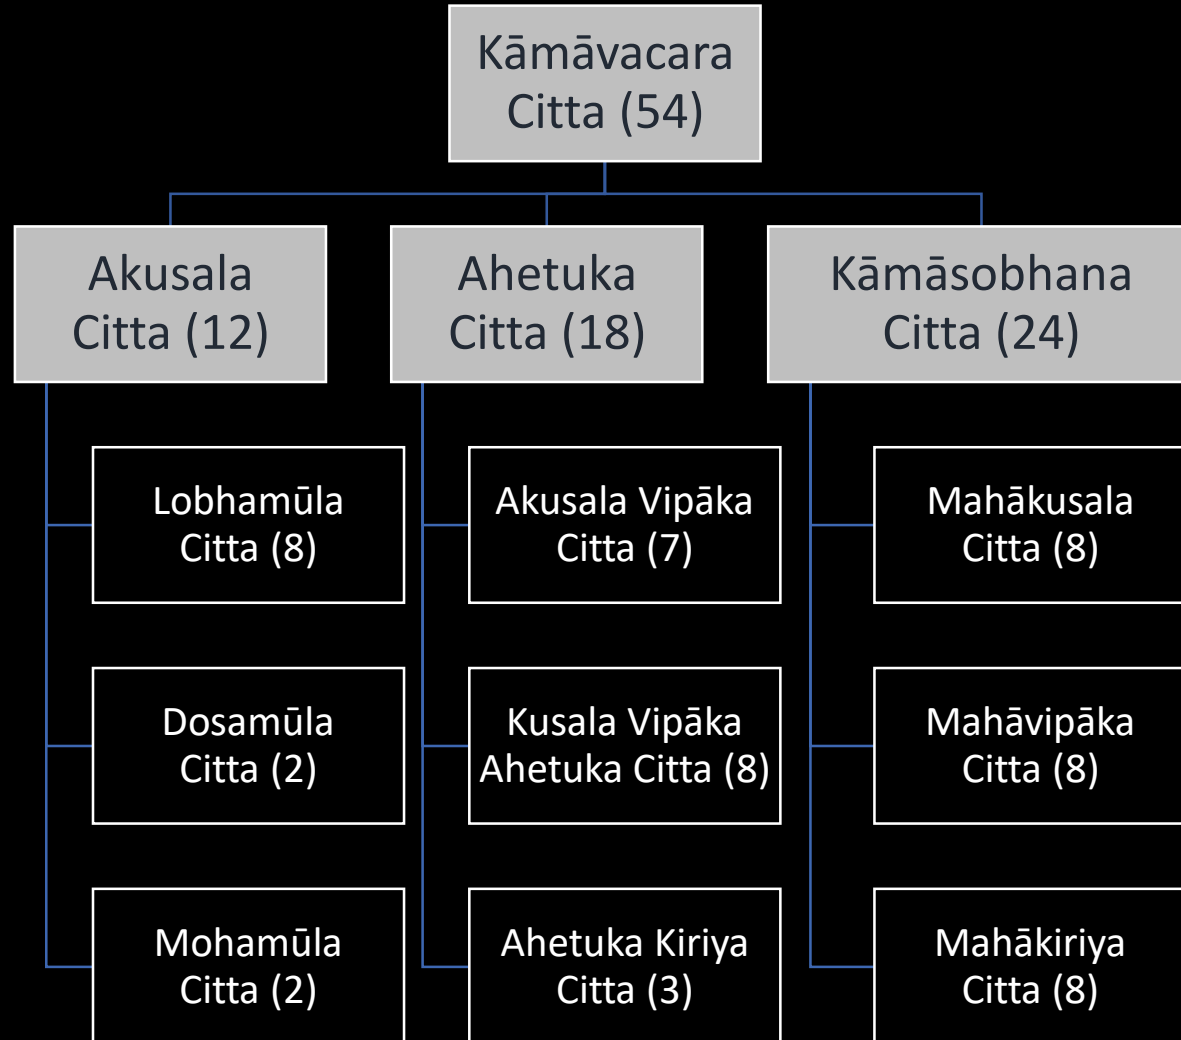 Kāmāvacara
Citta (54)
Akusala
Citta (12)
Ahetuka
Citta (18)
Kāmāsobhana
Citta (24)
Lobhamūla
Citta (8)
Dosamūla
Citta (2)
Mohamūla
Citta (2)
Akusala Vipāka
Citta (7)
Kusala Vipāka
Ahetuka Citta (8)
Ahetuka Kiriya
Citta (3)
Mahākusala
Citta (8)
Mahāvipāka
Citta (8)
Mahākiriya
Citta (8)